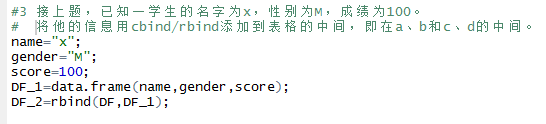 #3 接上题，已知一学生的名字为x，性别为M，成绩为100。
#  将他的信息用cbind/rbind添加到表格的中间，即在a、b和c、d的中间。
name="x";
gender="M";
score=100;
DF_1=data.frame(name,gender,score);
DF_2=rbind(DF,DF_1);